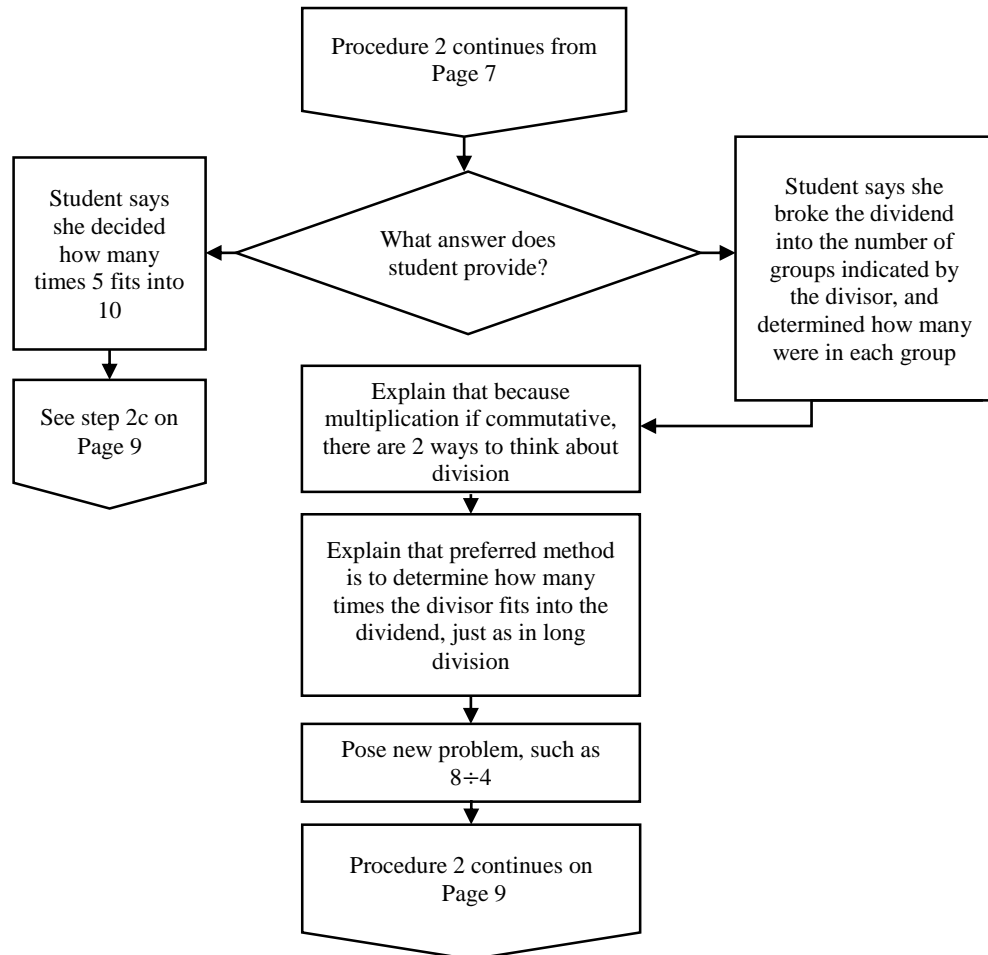 Procedure 2 continues from
Page 7
Student says
she decided
how many
times 5 fits into
10
What answer does
student provide?
Student says she
broke the dividend
into the number of
groups indicated by
the divisor, and
determined how many
were in each group
See step 2c on
Page 9
Explain that because
multiplication if commutative,
there are 2 ways to think about
division
Explain that preferred method
is to determine how many
times the divisor fits into the
dividend, just as in long
division
Pose new problem, such as
8÷4
Procedure 2 continues on
Page 9